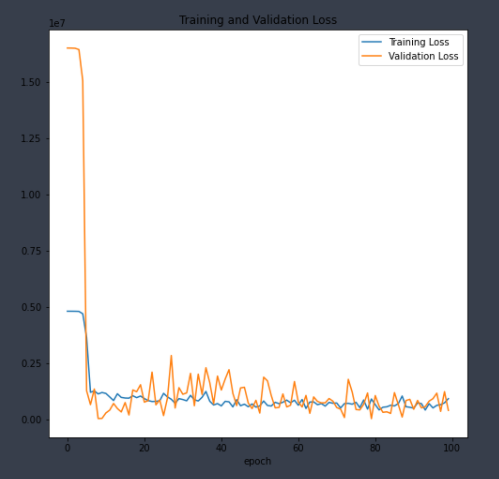 Training and Validation Loss
1e7
Training Loss
Validation Loss
1.50
1.25
1.00
0.75
0.50
0.25
0.00
0 20 40 60 80 100
epoch